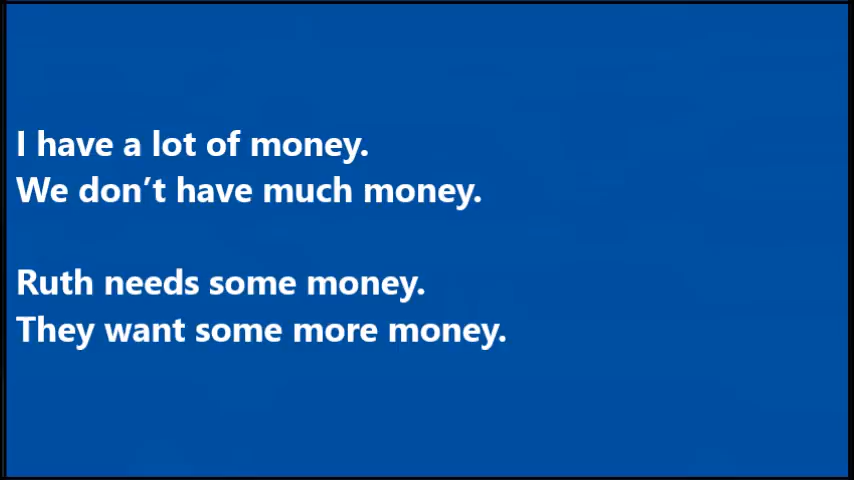 I have a lot of money.
We don’t have much money.
Ruth needs some money.
They want some more money.